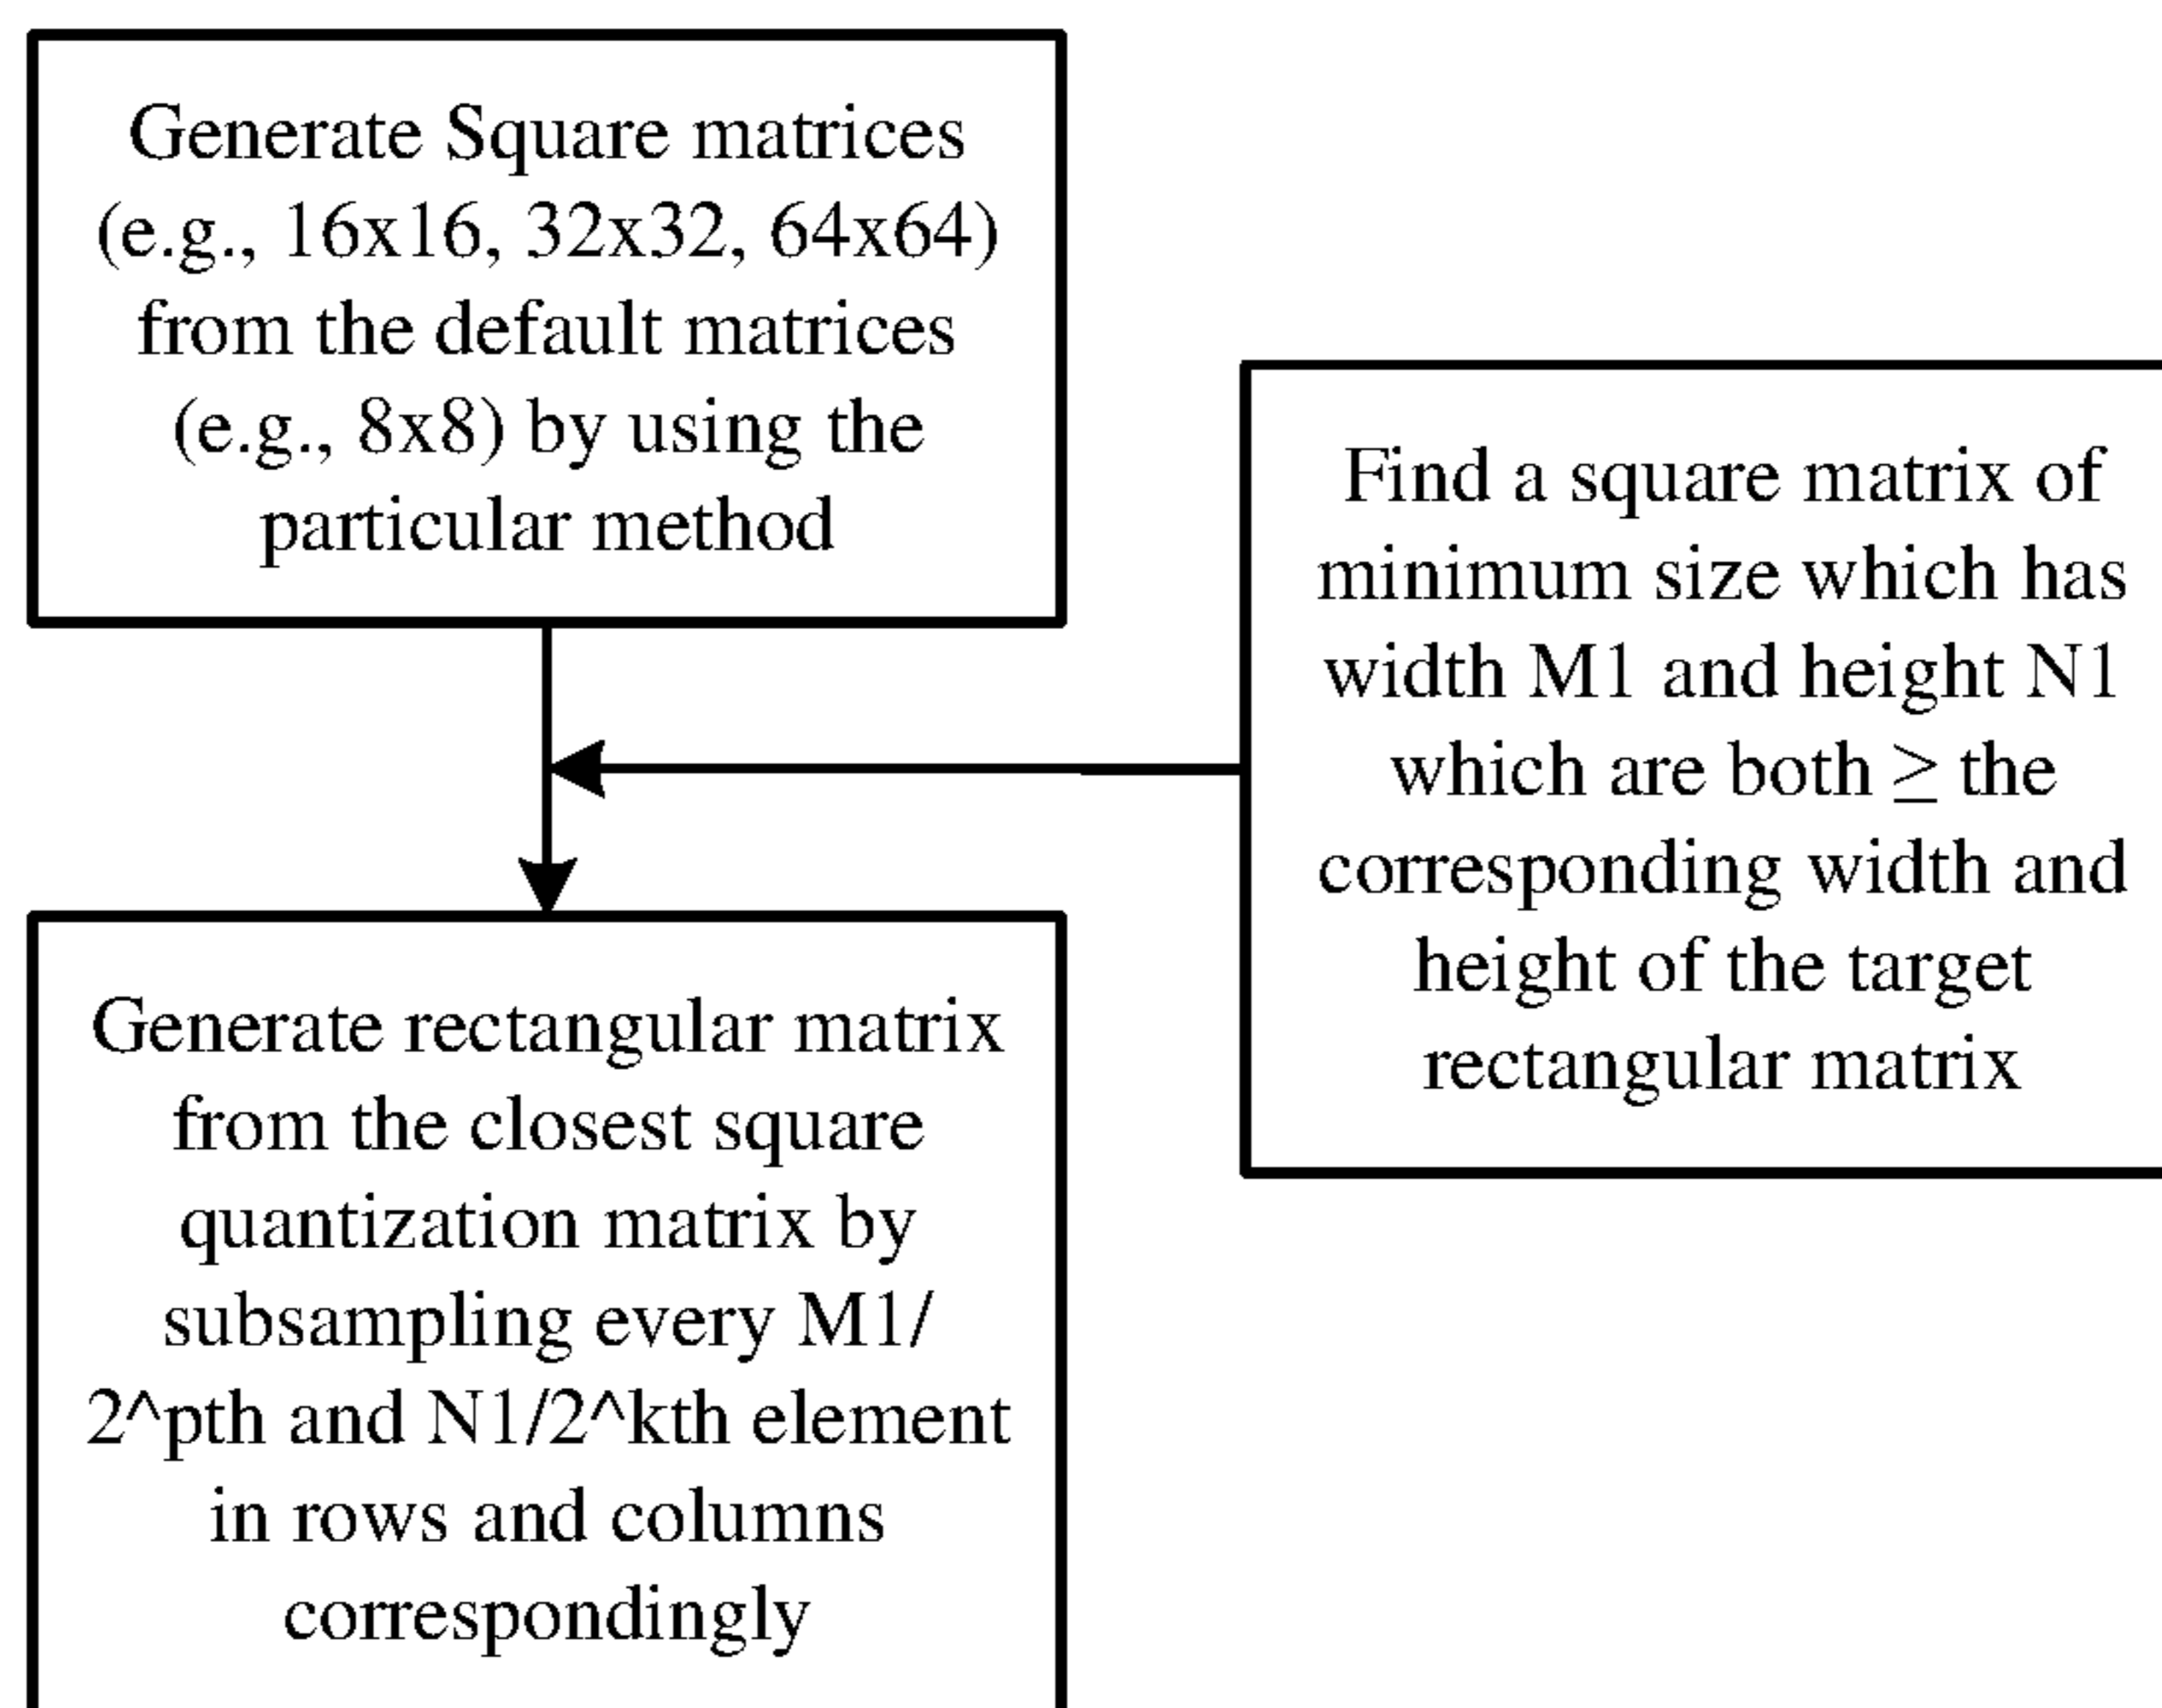 Generate Square matrices
(e.g., 16x16, 32x32, 64x64)
from the default matrices
(e.g., 8x8) by using the
particular method
Find a square matrix of
minimum size which has
width M1 and height N1
which are both ≥ the
corresponding width and
height of the target
rectangular matrix
Generate rectangular matrix
from the closest square
quantization matrix by
subsampling every M1/
2^pth and N1/2^kth element
in rows and columns
correspondingly